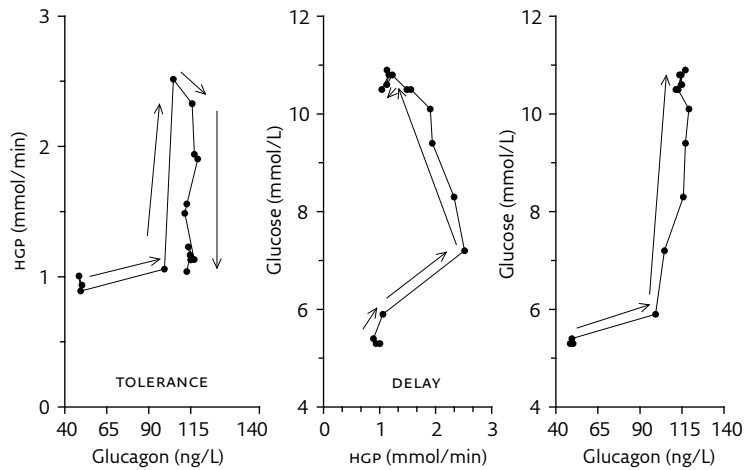 3
2
1
0
HGP (mmol/min)
TOLERANCE
40 65 90 115 140
Glucagon (ng/L)
12
10
8
6
4
Glucose (mmol/L)
DELAY
0 1 2 3
HGP (mmol/min)
12
10
8
6
4
Glucose (mmol/L)
40 65 90 115 140
Glucagon (ng/L)